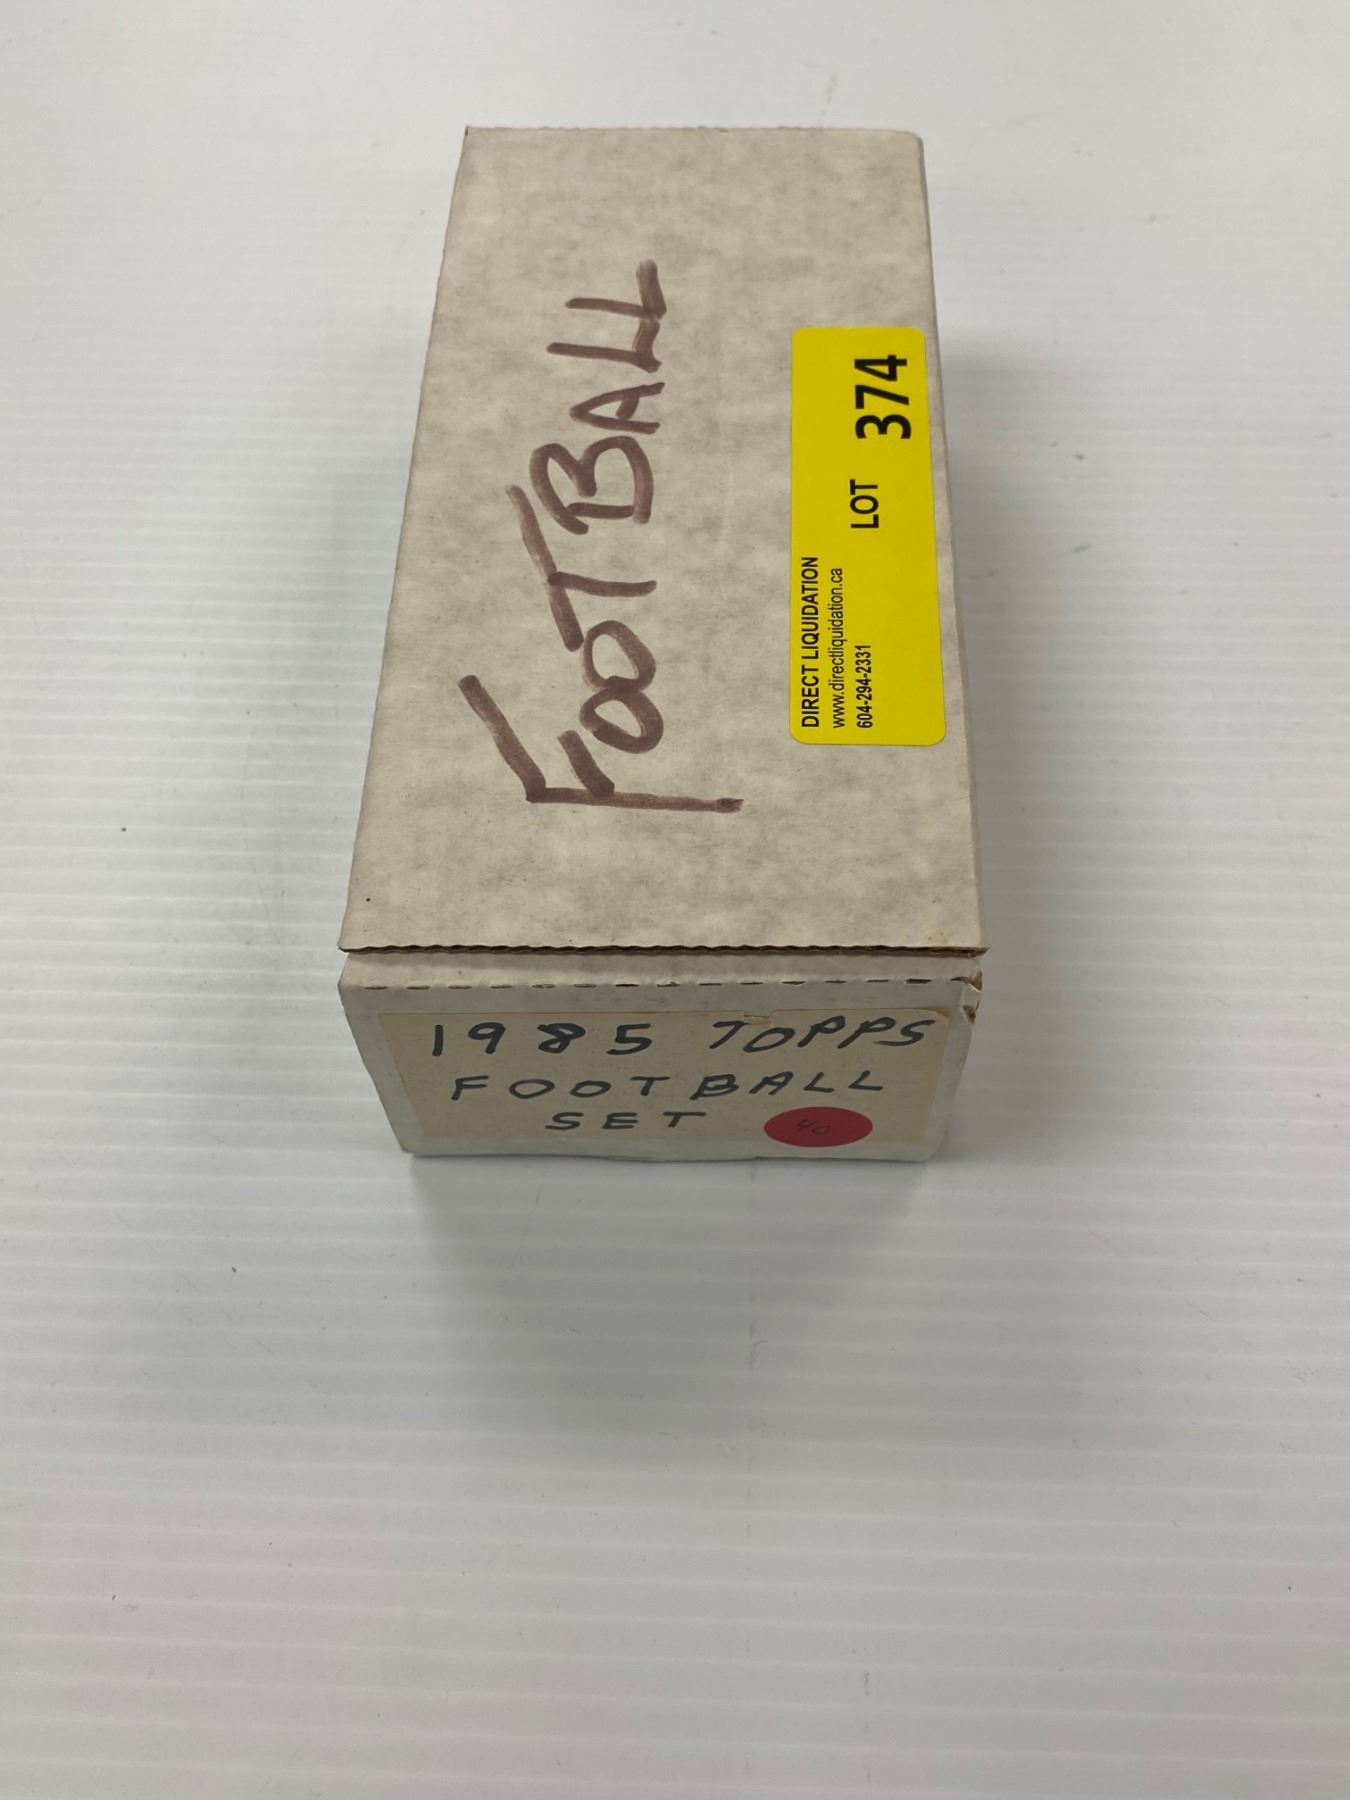 FOOTBALL
DIRECT LIQUIDATION
www.directliquidation.ca
604-294-2331
LOT 374
1985 TOPPS
FOOTBALL
SET
40